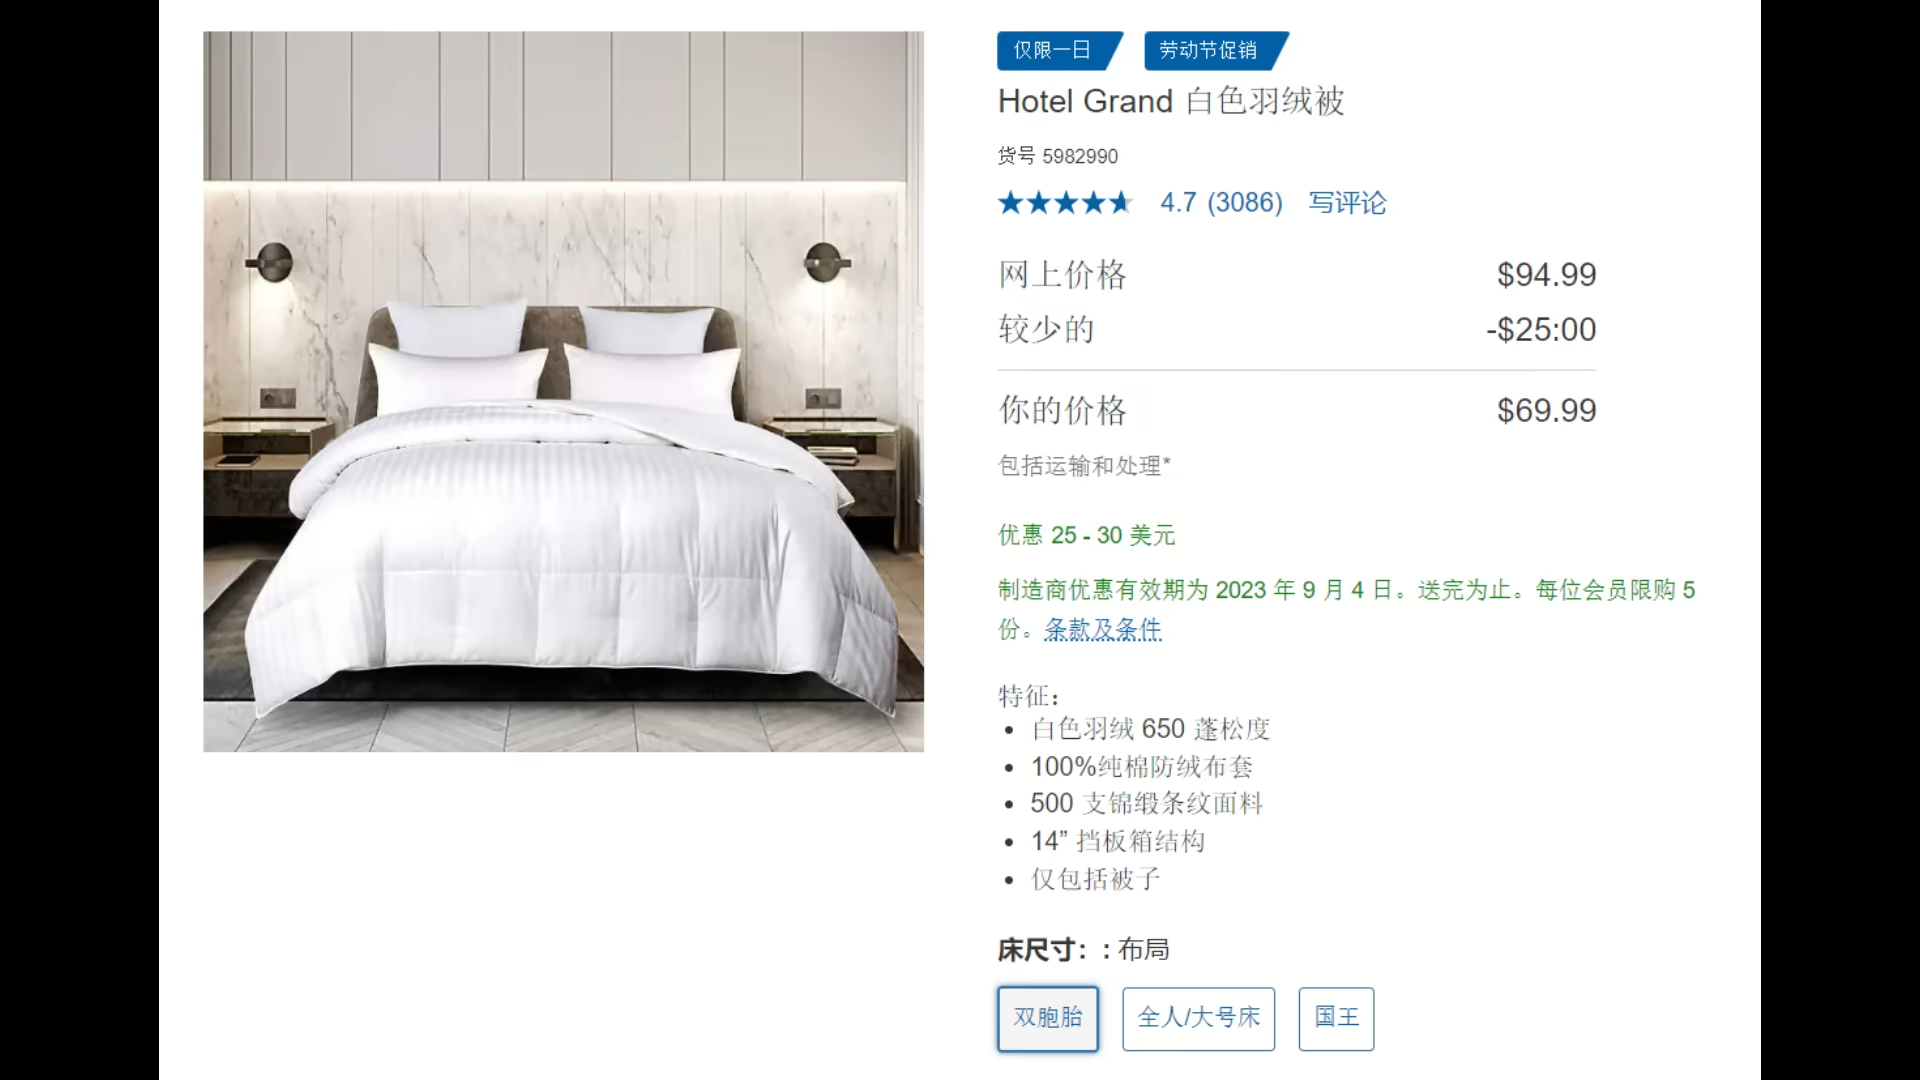 仅限一日
劳动节促销
Hotel Grand 白色羽绒被
货号 5982990
4.7 (3086) 写评论
网上价格 $94.99
较少的 -$25:00
你的价格 $69.99
包括运输和处理*
优惠 25 - 30 美元
制造商优惠有效期为 2023 年 9 月 4 日。送完为止。每位会员限购 5
份。条款及条件
特征：
• 白色羽绒 650 蓬松度
• 100%纯棉防绒布套
• 500 支锦缎条纹面料
• 14” 挡板箱结构
• 仅包括被子
床尺寸：: 布局
双胞胎
全人/大号床
国王